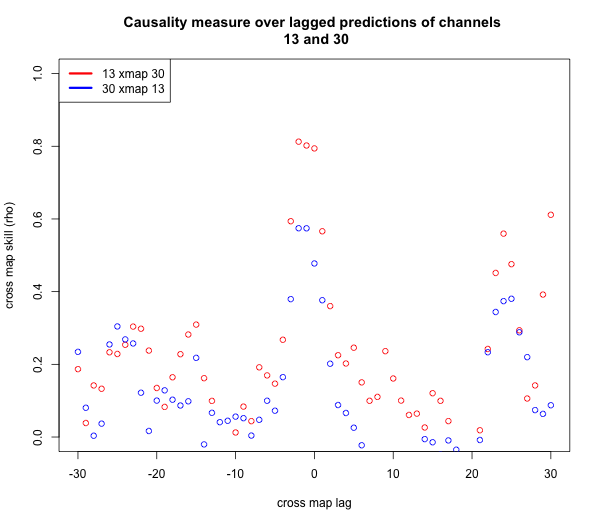 Causality measure over lagged predictions of channels
13 and 30
13 xmap 30
30 xmap 13
cross map skill (rho)
1.0
0.8
0.6
0.4
0.2
0.0
-30 -20 -10 0 10 20 30
cross map lag